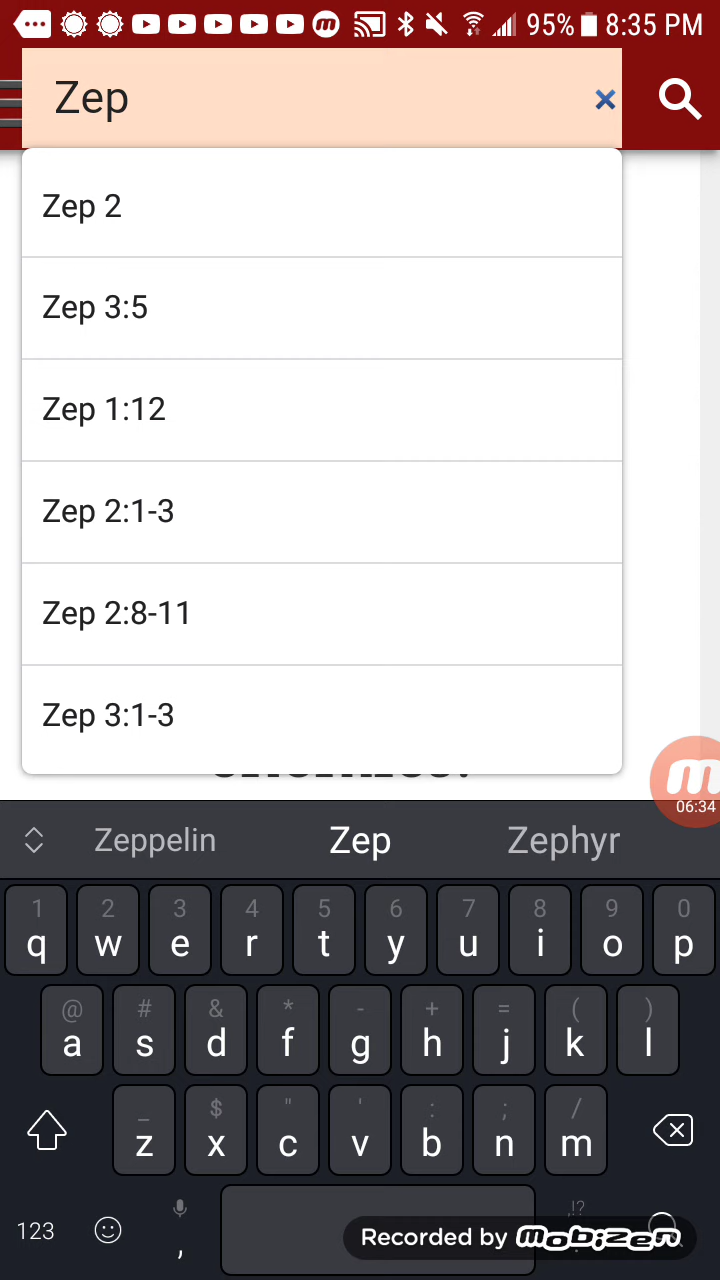 95% 8:35 PM
Zep
Zep 2
Zep 3:5
Zep 1:12
Zep 2:1-3
Zep 2:8-11
Zep 3:1-3
06:34
Zeppelin Zep Zephyr
1 2 3 4 5 6 7 8 9 0
q w e r t y u i o p
@ # & * - + = ( )
a s d f g h j k l
_ $ " ' : ; /
z x c v b n m
,!?
123 ,
Recorded by mobizen